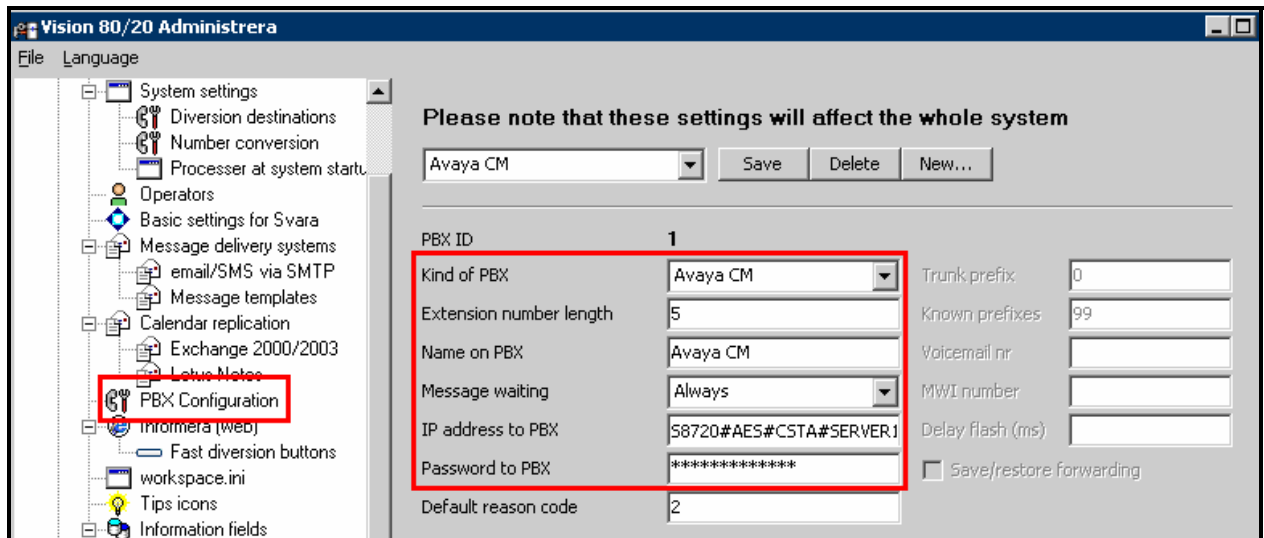 Vision 80/20 Administrera
File Language
System settings
Diversion destinations
Number conversion
Processer at system startu
Operators
Basic settings for Svara
Message delivery systems
email/SMS via SMTP
Message templates
Calendar replication
Exchange 2000/2003
Lotus Notes
PBX Configuration
Informera (web)
Fast diversion buttons
workspace.ini
Tips icons
Information fields
Please note that these settings will affect the whole system
Avaya CM Save Delete New...
PBX ID 1
Kind of PBX Avaya CM Trunk prefix 0
Extension number length 5 Known prefixes 99
Name on PBX Avaya CM Voicemail nr
Message waiting Always MWI number
IP address to PBX S8720#AES#CSTA#SERVER1 Delay flash (ms)
Password to PBX ************* Save/restore forwarding
Default reason code 2